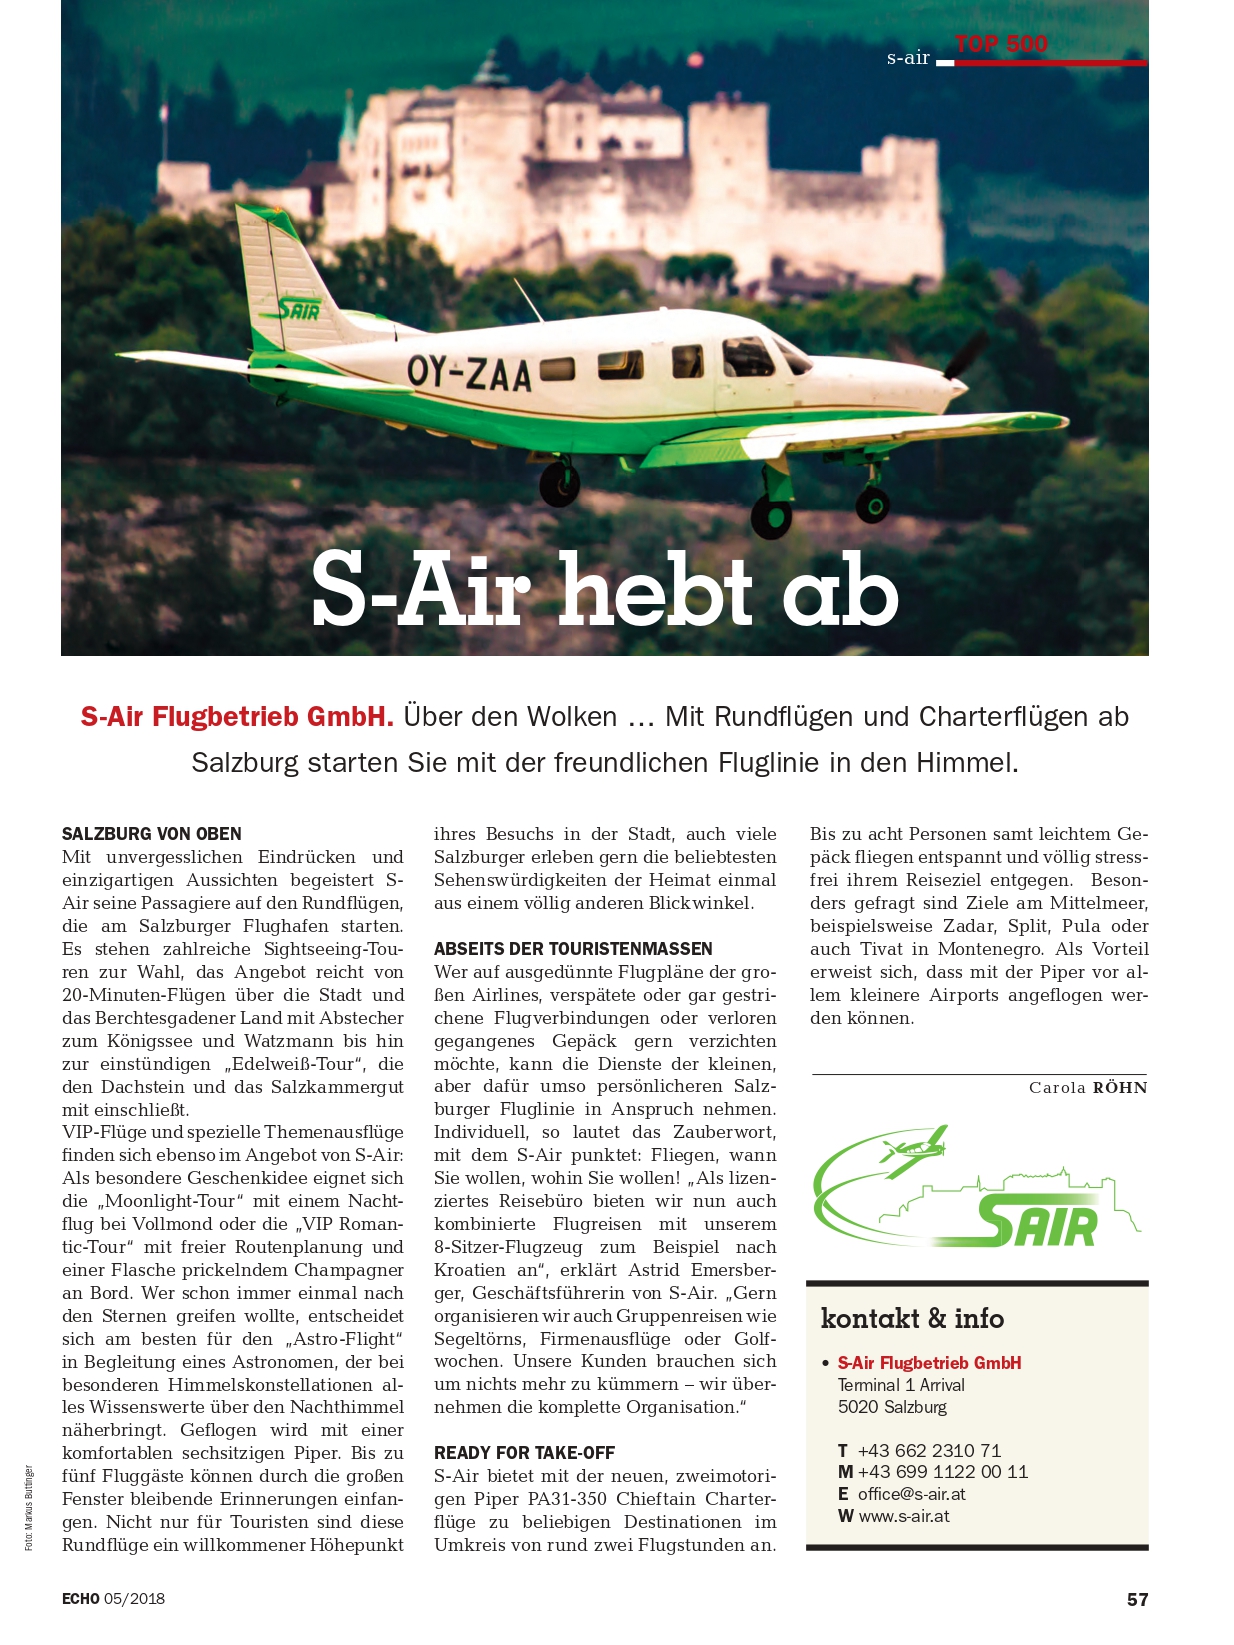 TOP 500
s-air
SAIR
OY-ZAA
S-Air hebt ab
S-Air Flugbetrieb GmbH. Über den Wolken … Mit Rundflügen und Charterflügen ab
Salzburg starten Sie mit der freundlichen Fluglinie in den Himmel.
SALZBURG VON OBEN
Mit unvergesslichen Eindrücken und
einzigartigen Aussichten begeistert S-
Air seine Passagiere auf den Rundflügen,
die am Salzburger Flughafen starten.
Es stehen zahlreiche Sightseeing-Tou-
ren zur Wahl, das Angebot reicht von
20-Minuten-Flügen über die Stadt und
das Berchtesgadener Land mit Abstecher
zum Königssee und Watzmann bis hin
zur einstündigen „Edelweiß-Tour“, die
den Dachstein und das Salzkammergut
mit einschließt.
VIP-Flüge und spezielle Themenausflüge
finden sich ebenso im Angebot von S-Air:
Als besondere Geschenkidee eignet sich
die „Moonlight-Tour“ mit einem Nacht-
flug bei Vollmond oder die „VIP Roman-
tic-Tour“ mit freier Routenplanung und
einer Flasche prickelndem Champagner
an Bord. Wer schon immer einmal nach
den Sternen greifen wollte, entscheidet
sich am besten für den „Astro-Flight“
in Begleitung eines Astronomen, der bei
besonderen Himmelskonstellationen al-
les Wissenswerte über den Nachthimmel
näherbringt. Geflogen wird mit einer
komfortablen sechsitzigen Piper. Bis zu
fünf Fluggäste können durch die großen
Fenster bleibende Erinnerungen einfan-
gen. Nicht nur für Touristen sind diese
Rundflüge ein willkommener Höhepunkt
ihres Besuchs in der Stadt, auch viele
Salzburger erleben gern die beliebtesten
Sehenswürdigkeiten der Heimat einmal
aus einem völlig anderen Blickwinkel.
ABSEITS DER TOURISTENMASSEN
Wer auf ausgedünnte Flugpläne der gro-
ßen Airlines, verspätete oder gar gestri-
chene Flugverbindungen oder verloren
gegangenes Gepäck gern verzichten
möchte, kann die Dienste der kleinen,
aber dafür umso persönlicheren Salz-
burger Fluglinie in Anspruch nehmen.
Individuell, so lautet das Zauberwort,
mit dem S-Air punktet: Fliegen, wann
Sie wollen, wohin Sie wollen! „Als lizen-
ziertes Reisebüro bieten wir nun auch
kombinierte Flugreisen mit unserem
8-Sitzer-Flugzeug zum Beispiel nach
Kroatien an“, erklärt Astrid Emersber-
ger, Geschäftsführerin von S-Air. „Gern
organisieren wir auch Gruppenreisen wie
Segeltörns, Firmenausflüge oder Golf-
wochen. Unsere Kunden brauchen sich
um nichts mehr zu kümmern – wir über-
nehmen die komplette Organisation.“
READY FOR TAKE-OFF
S-Air bietet mit der neuen, zweimotori-
gen Piper PA31-350 Chieftain Charter-
flüge zu beliebigen Destinationen im
Umkreis von rund zwei Flugstunden an.
Bis zu acht Personen samt leichtem Ge-
päck fliegen entspannt und völlig stress-
frei ihrem Reiseziel entgegen. Beson-
ders gefragt sind Ziele am Mittelmeer,
beispielsweise Zadar, Split, Pula oder
auch Tivat in Montenegro. Als Vorteil
erweist sich, dass mit der Piper vor al-
lem kleinere Airports angeflogen wer-
den können.
Carola RÖHN
SAIR
kontakt & info
• S-Air Flugbetrieb GmbH
Terminal 1 Arrival
5020 Salzburg
T +43 662 2310 71
M +43 699 1122 00 11
E office@s-air.at
W www.s-air.at
Foto: Markus Buttinger
ECHO 05/2018
57